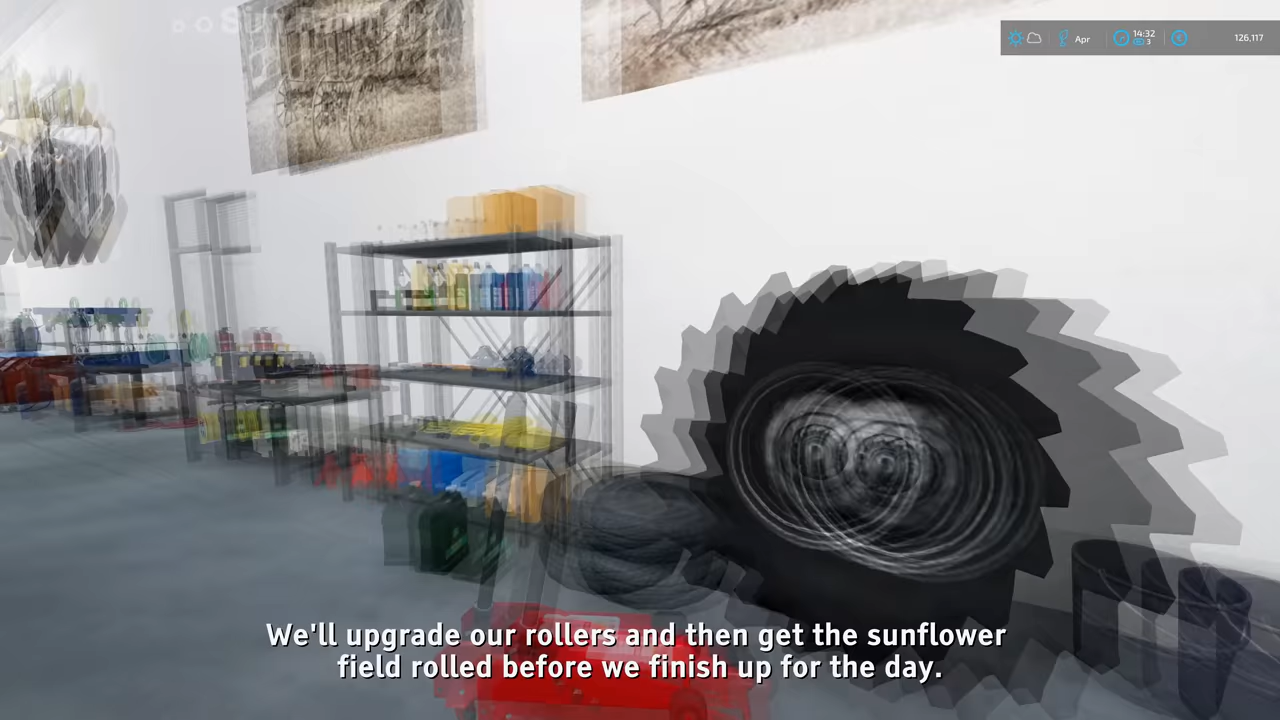 Apr
14:32
3
126,117
We'll upgrade our rollers and then get the sunflower
field rolled before we finish up for the day.